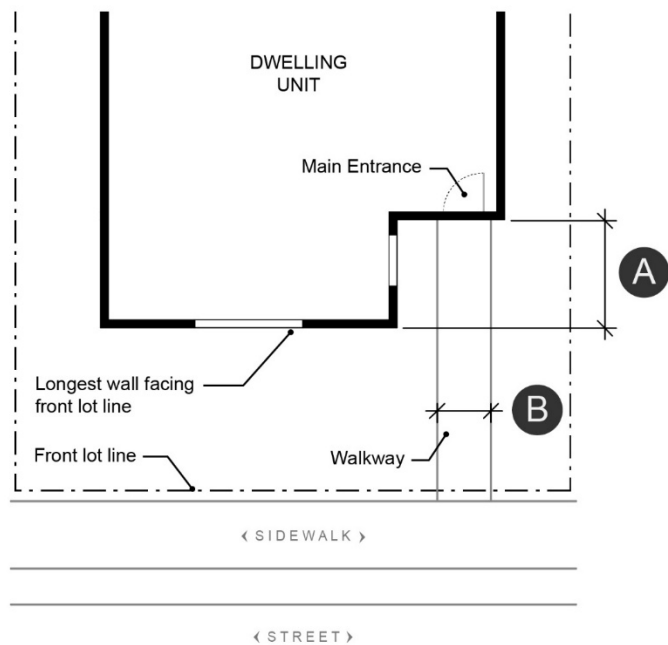 DWELLING
UNIT
Main Entrance
A
Longest wall facing
front lot line
B
Front lot line
Walkway
SIDEWALK
STREET